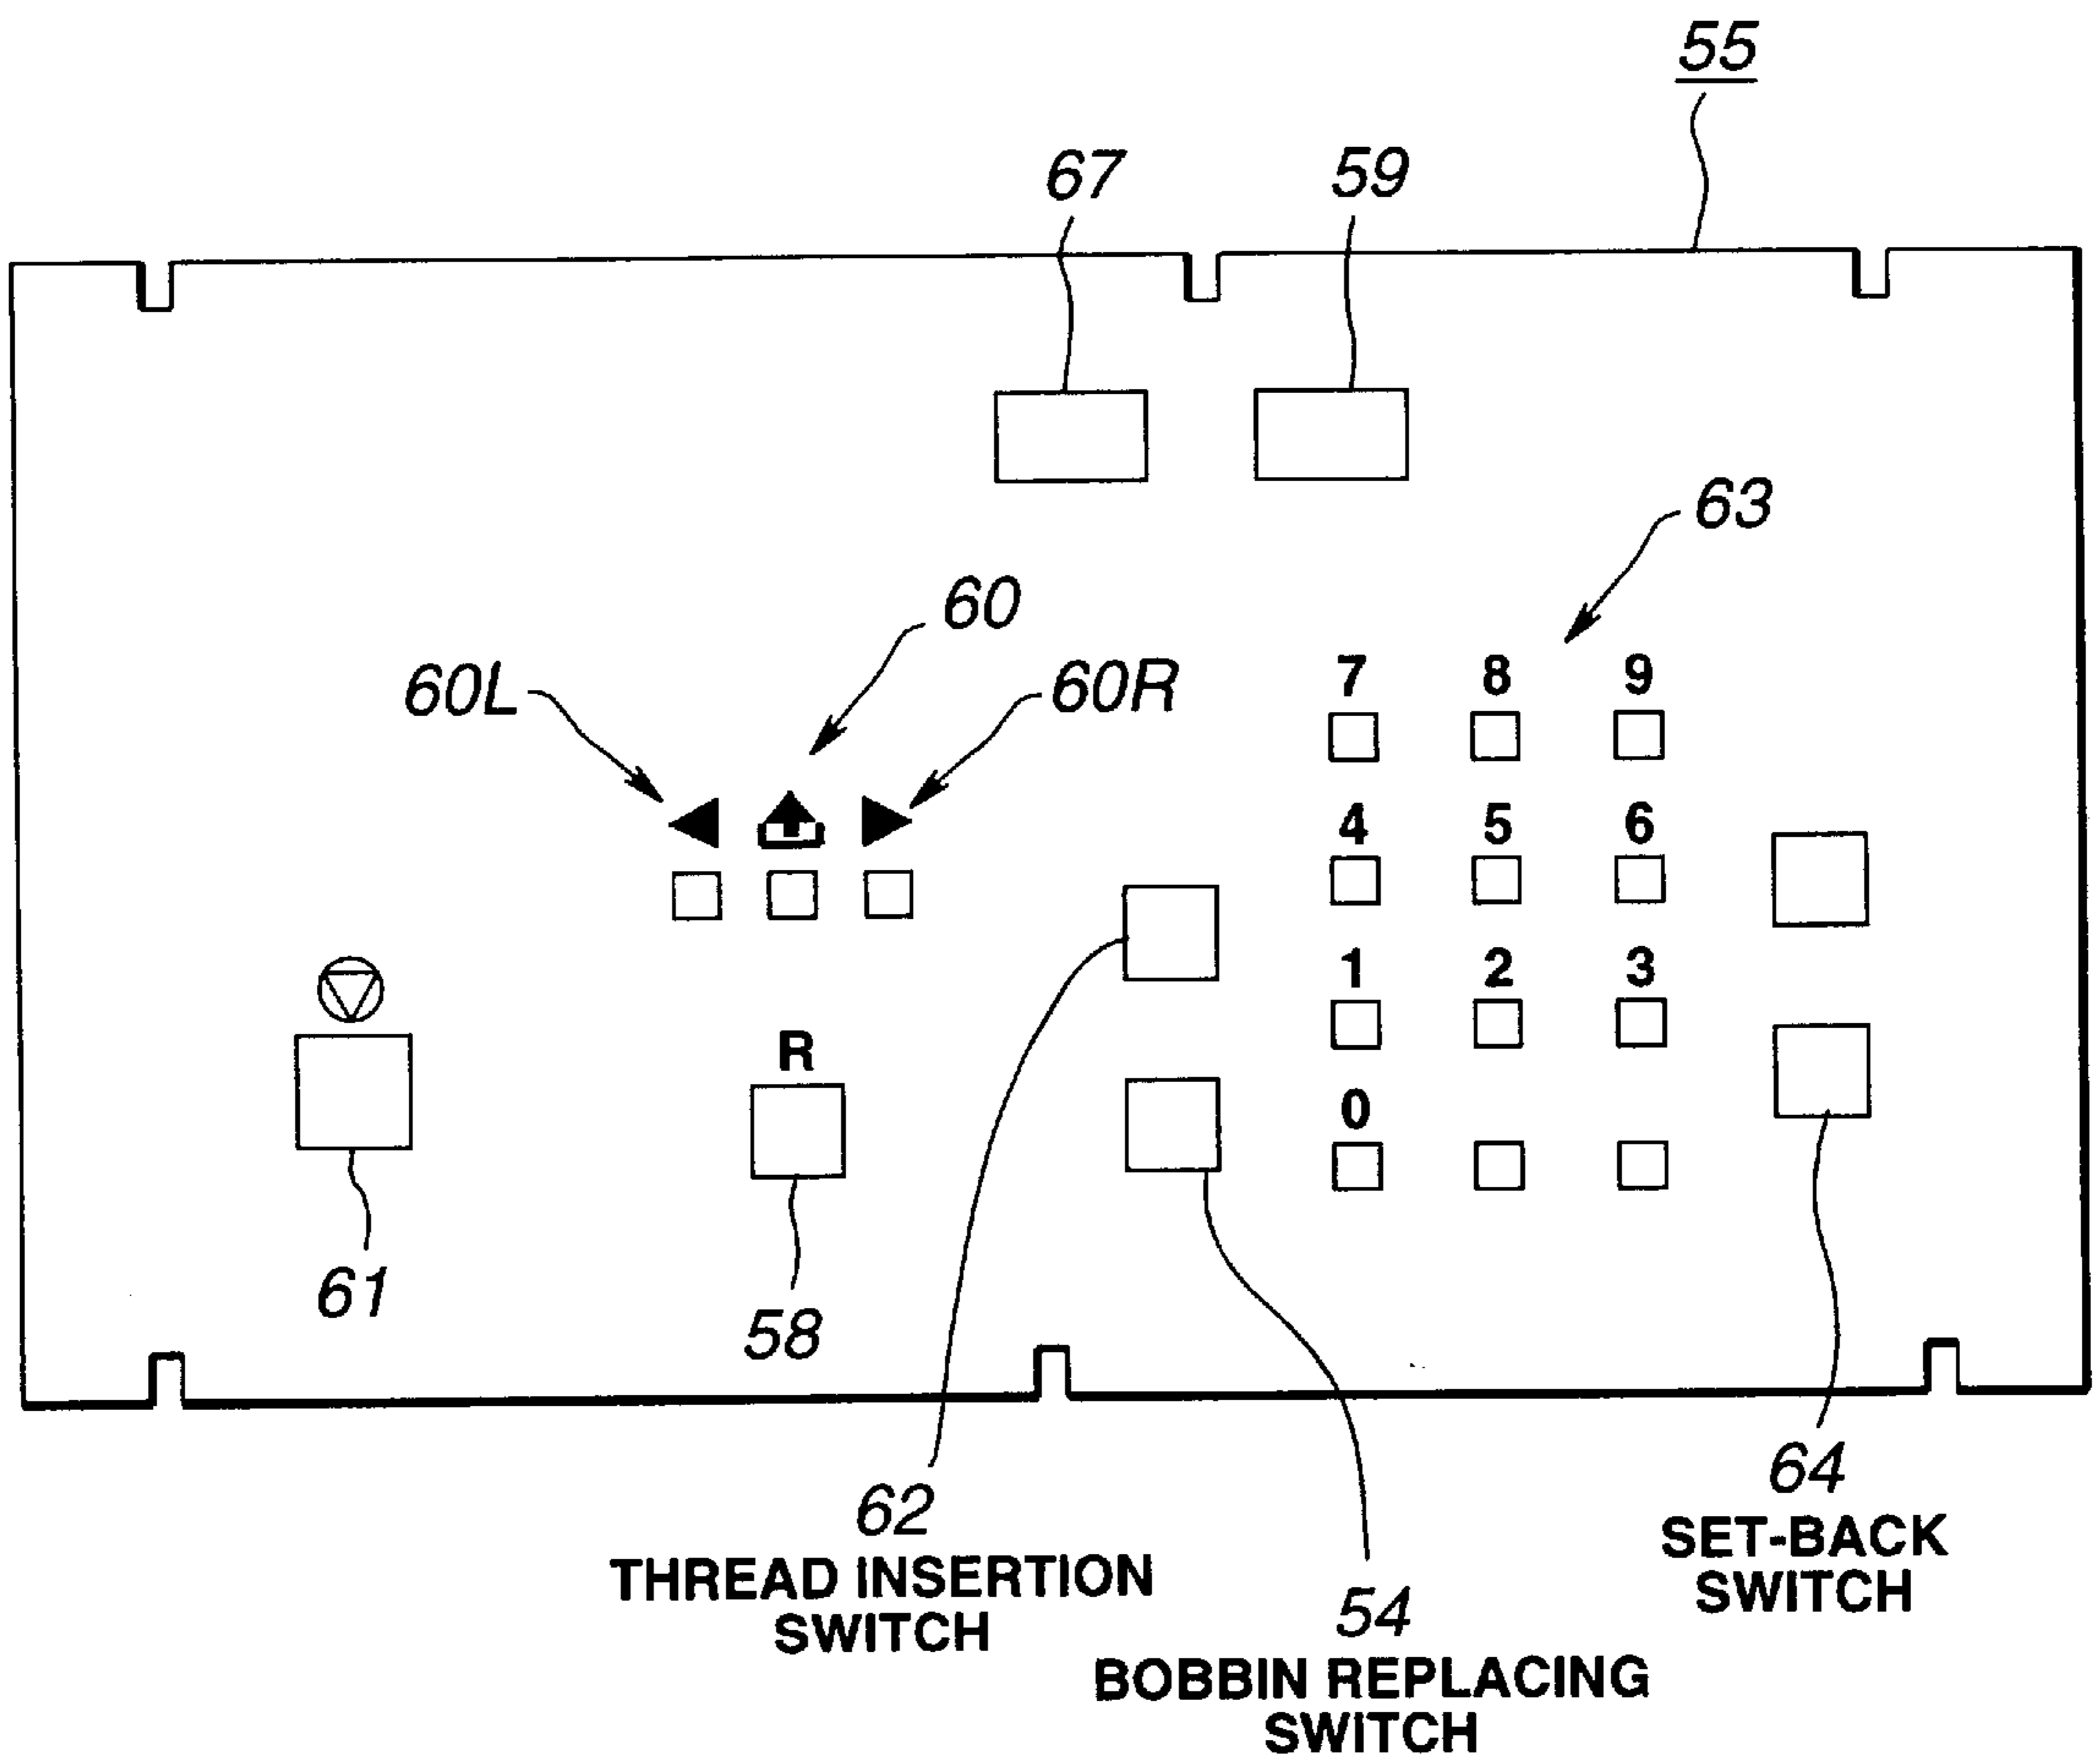 55
67
59
63
60
60L
60R
7 8 9
4 5 6
1 2 3
R
0
61
58
62
THREAD INSERTION
SWITCH
54
BOBBIN REPLACING
SWITCH
64
SET-BACK
SWITCH